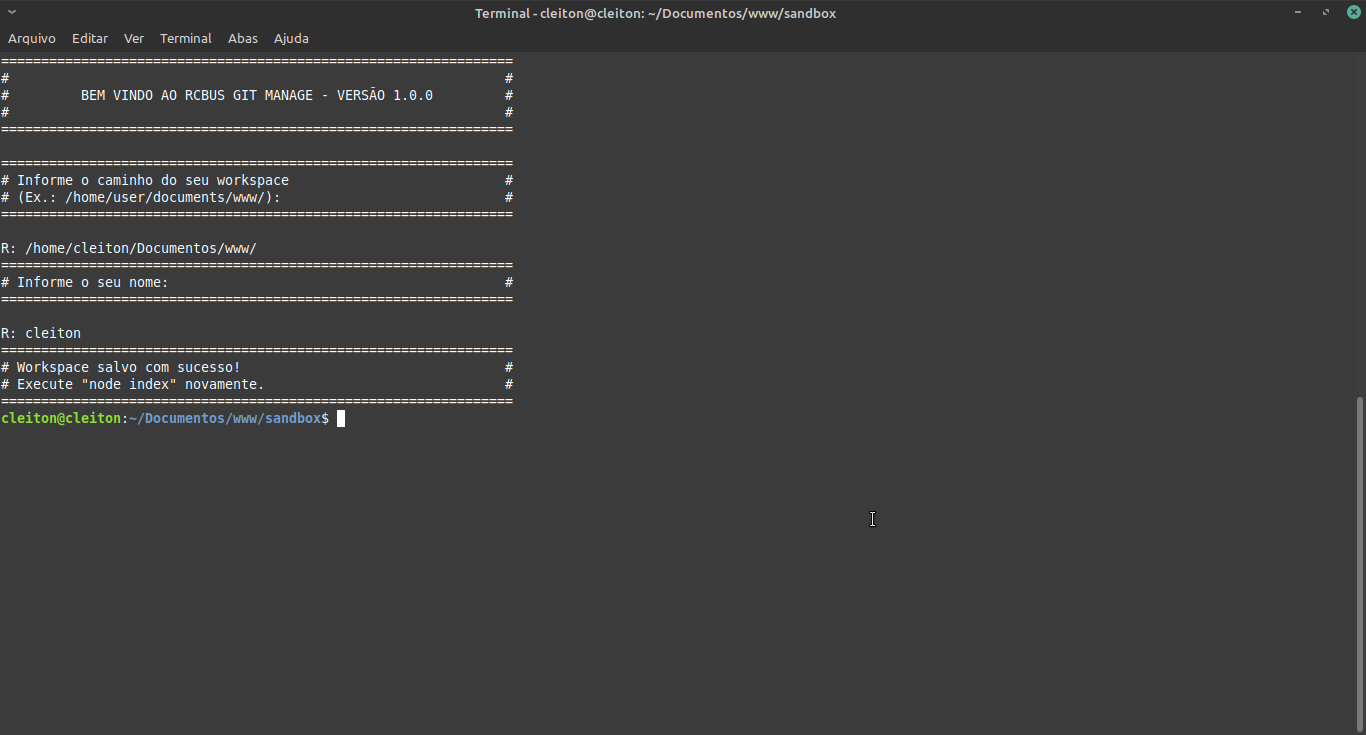 Terminal - cleiton@cleiton: ~/Documentos/www/sandbox
Arquivo Editar Ver Terminal Abas Ajuda
================================================================
# #
# BEM VINDO AO RCBUS GIT MANAGE - VERSÃO 1.0.0 #
# #
================================================================
================================================================
# Informe o caminho do seu workspace #
# (Ex.: /home/user/documents/www/): #
================================================================
R: /home/cleiton/Documentos/www/
================================================================
# Informe o seu nome: #
================================================================
R: cleiton
================================================================
# Workspace salvo com sucesso! #
# Execute "node index" novamente. #
================================================================
cleiton@cleiton:~/Documentos/www/sandbox$